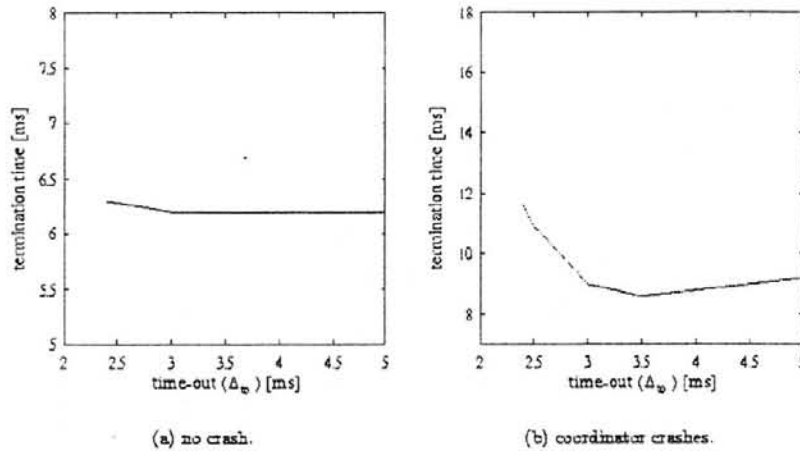 8
7.5
7
6.5
6
5.5
5
termination time [ms]
2 2.5 3 3.5 4 4.5 5
time-out (Δto) [ms]
(a) no crash.
18
16
14
12
10
8
termination time [ms]
2 2.5 3 3.5 4 4.5 5
time-out (Δto) [ms]
(b) coordinator crashes.